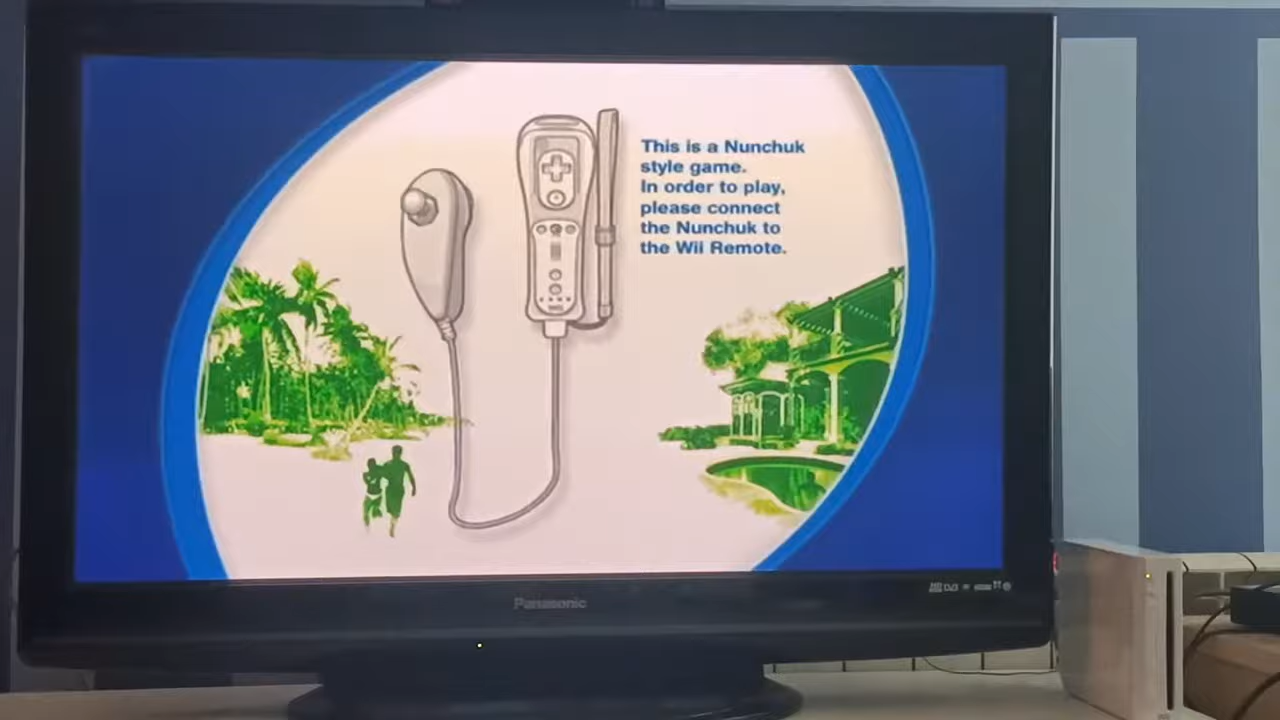 This is a Nunchuk
style game.
In order to play,
please connect
the Nunchuk to
the Wii Remote.
Panasonic